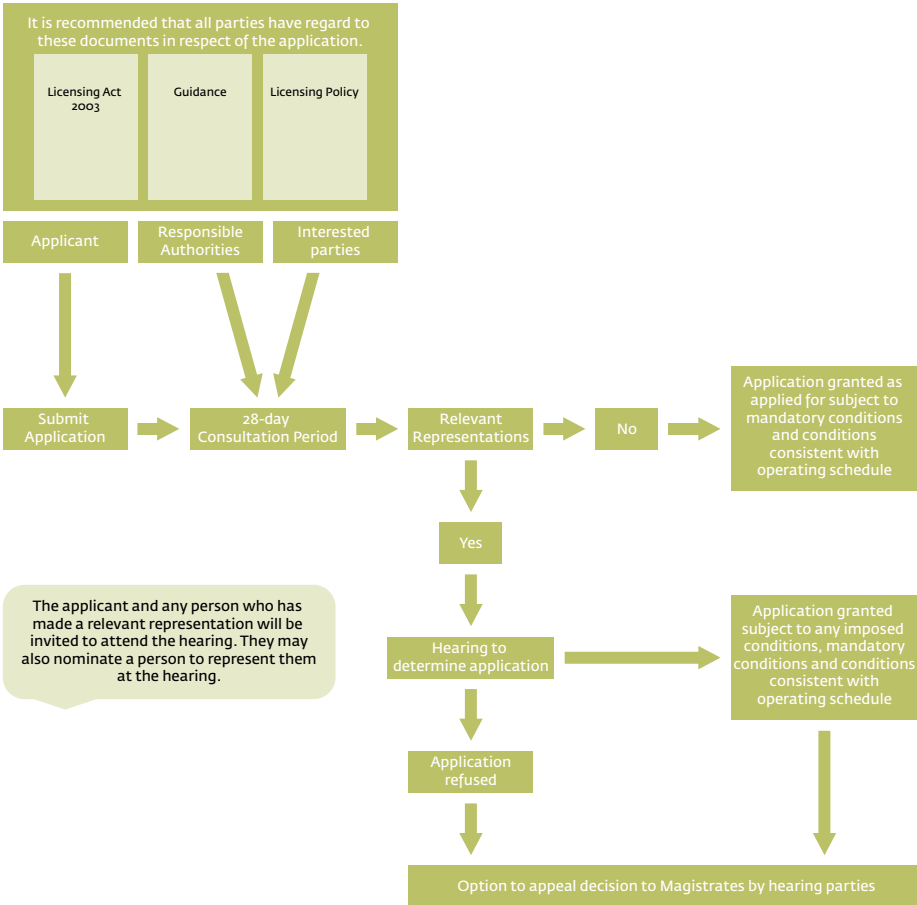 It is recommended that all parties have regard to
these documents in respect of the application.
Licensing Act
2003
Guidance
Licensing Policy
Applicant
Responsible
Authorities
Interested
parties
Submit
Application
28-day
Consultation Period
Relevant
Representations
No
Application granted as
applied for subject to
mandatory conditions
and conditions
consistent with
operating schedule
Yes
The applicant and any person who has
made a relevant representation will be
invited to attend the hearing. They may
also nominate a person to represent them
at the hearing.
Hearing to
determine application
Application granted
subject to any imposed
conditions, mandatory
conditions and conditions
consistent with
operating schedule
Application
refused
Option to appeal decision to Magistrates by hearing parties